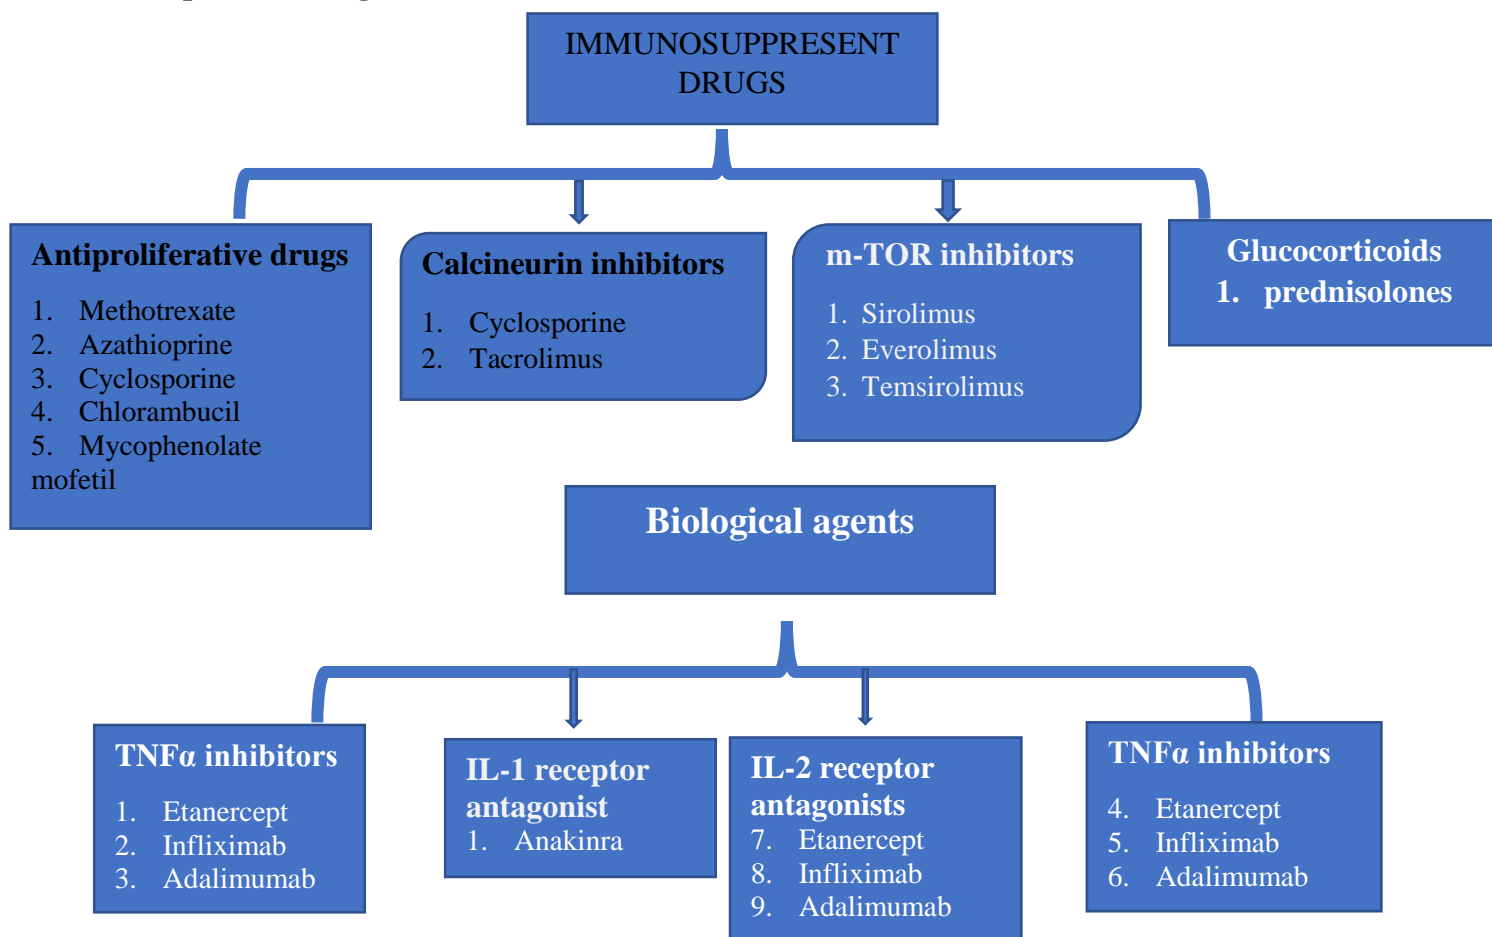 IMMUNOSUPPRESENT
DRUGS
Antiproliferative drugs
1. Methotrexate
2. Azathioprine
3. Cyclosporine
4. Chlorambucil
5. Mycophenolate
mofetil
Calcineurin inhibitors
1. Cyclosporine
2. Tacrolimus
m-TOR inhibitors
1. Sirolimus
2. Everolimus
3. Temsirolimus
Glucocorticoids
1. prednisolones
Biological agents
TNFα inhibitors
1. Etanercept
2. Infliximab
3. Adalimumab
IL-1 receptor
antagonist
1. Anakinra
IL-2 receptor
antagonists
7. Etanercept
8. Infliximab
9. Adalimumab
TNFα inhibitors
4. Etanercept
5. Infliximab
6. Adalimumab